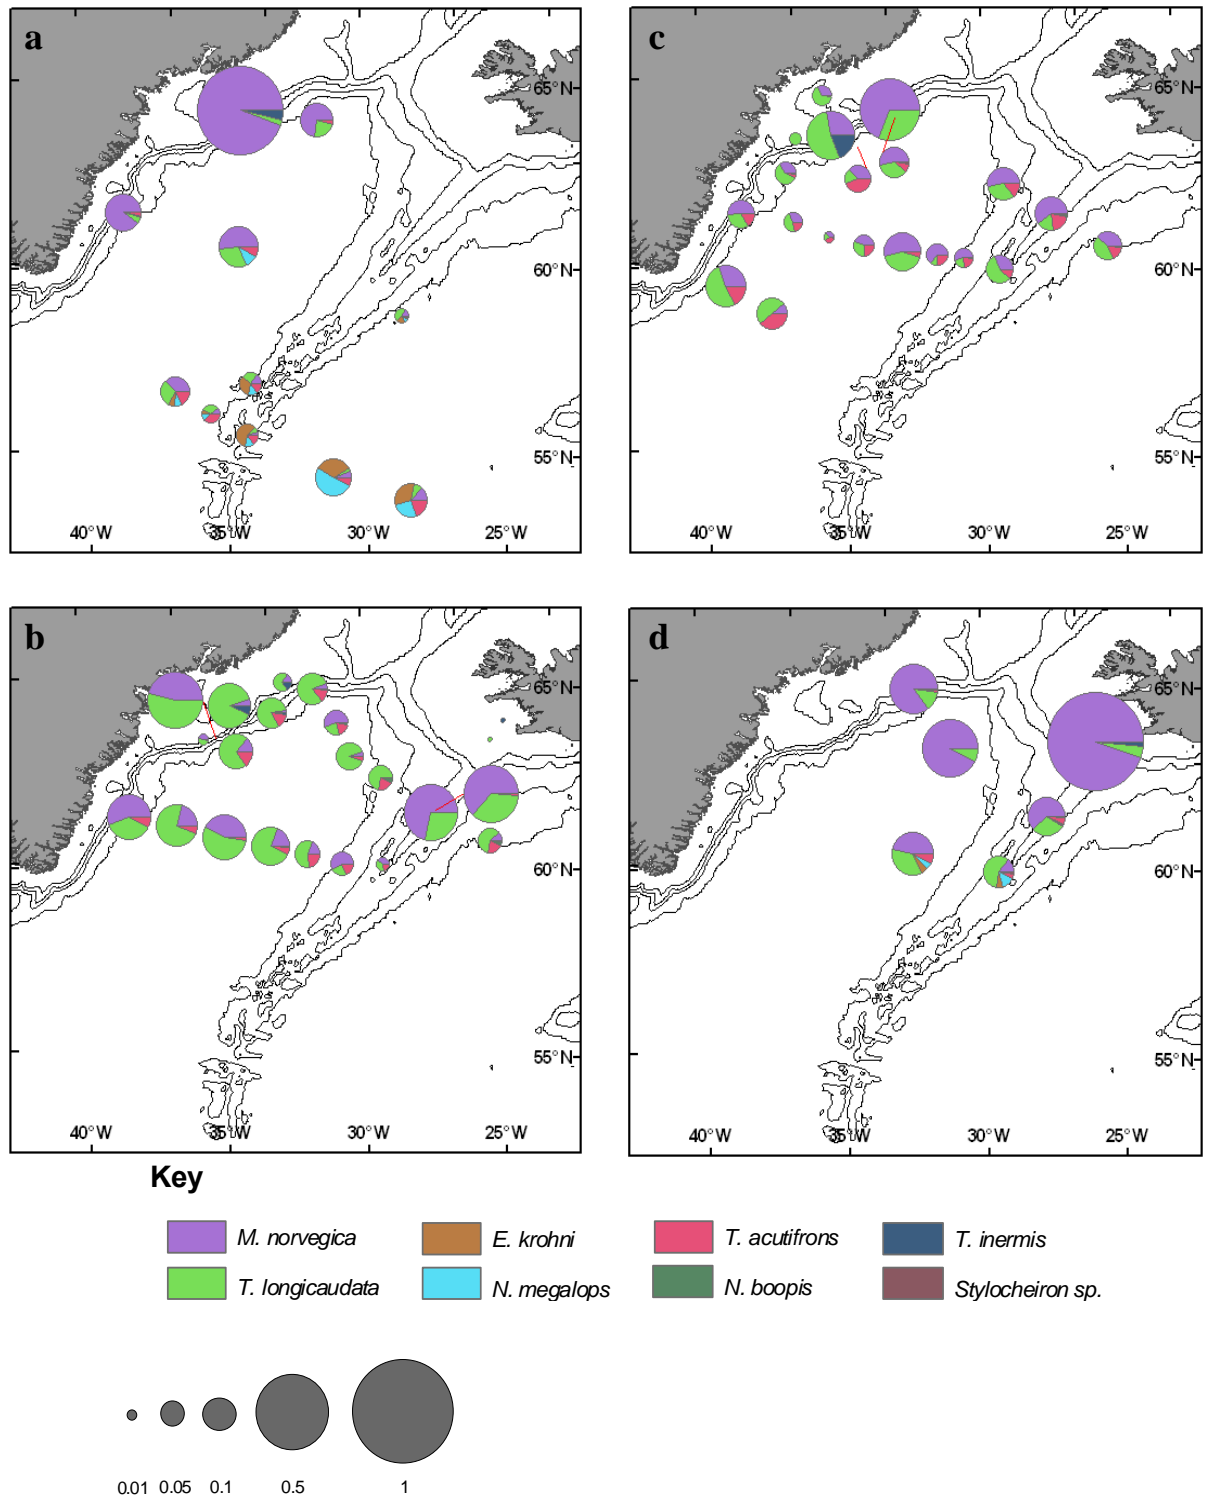 a
65°N
60°N
55°N
40°W
35°W
30°W
25°W
c
65°N
60°N
55°N
40°W
35°W
30°W
25°W
b
65°N
60°N
55°N
40°W
35°W
30°W
25°W
d
65°N
60°N
55°N
40°W
35°W
30°W
25°W
Key
M. norvegica
E. krohni
T. acutifrons
T. inermis
T. longicaudata
N. megalops
N. boopis
Stylocheiron sp.
0.01 0.05 0.1 0.5 1